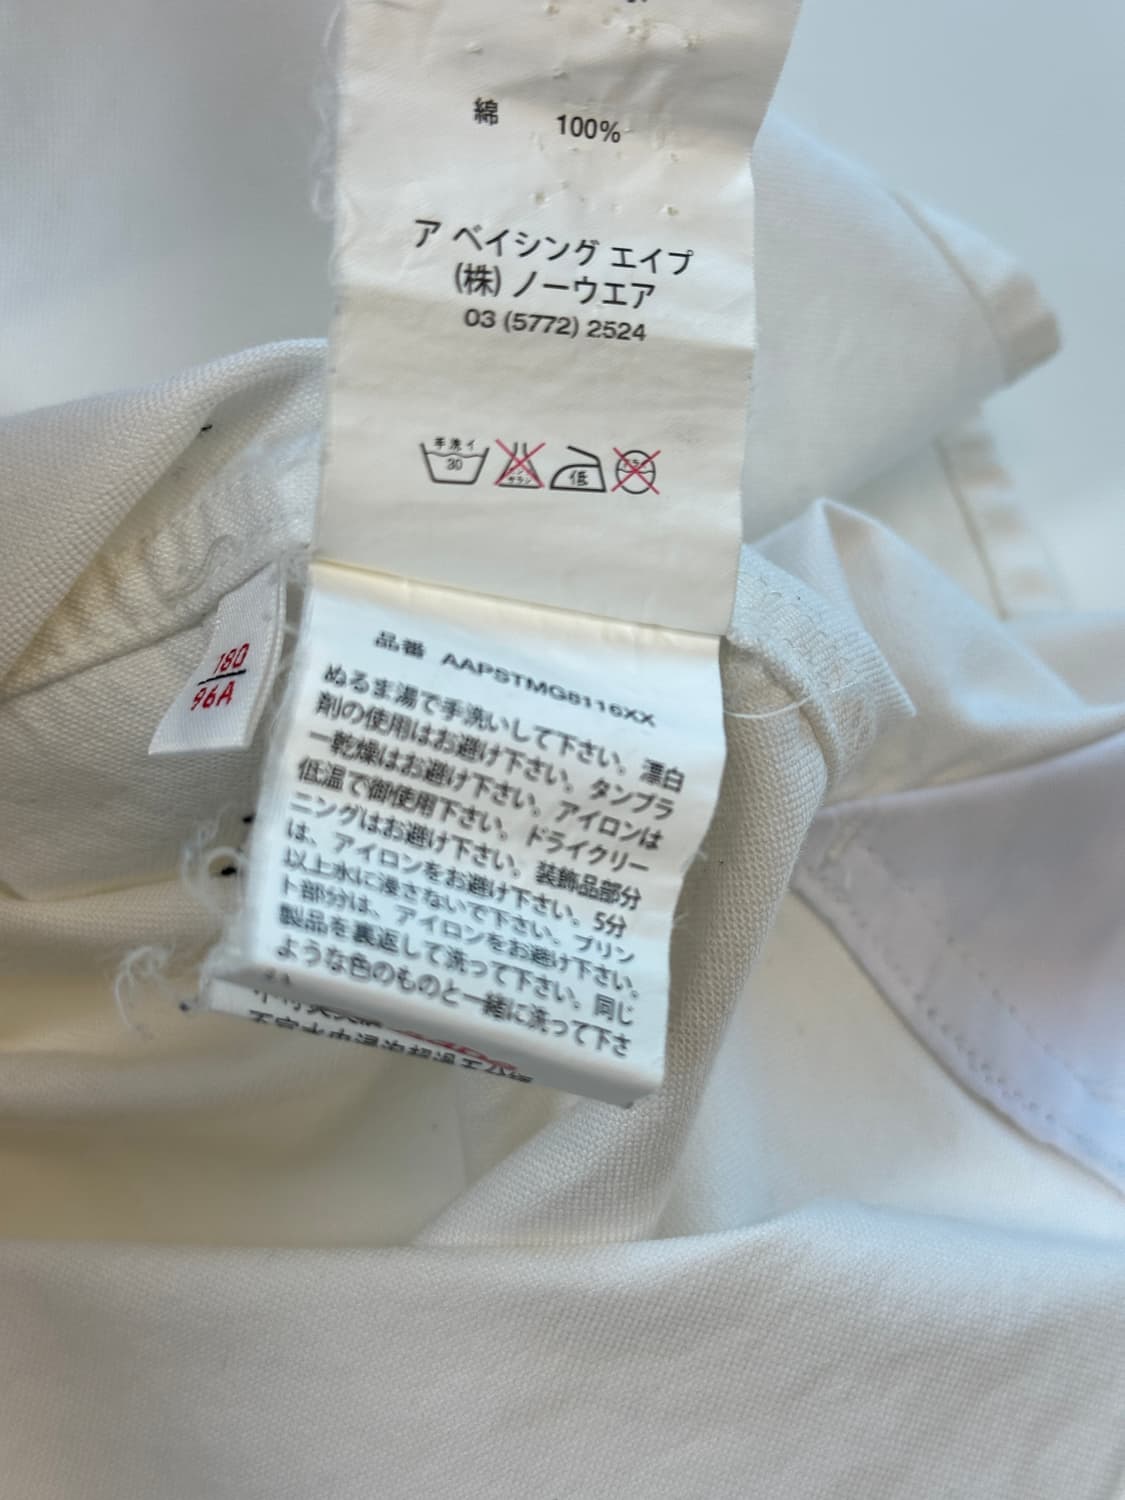 綿 100%
ア ベイシング エイプ
(株) ノーウエア
03 (5772) 2524
手洗イ
30
低
180
96A
品番 AAPSTMG8116XX
ぬるま湯で手洗いして下さい。漂白
剤の使用はお避け下さい。タンブラ
ー乾燥はお避け下さい。アイロンは
低温で御使用下さい。ドライクリー
ニングはお避け下さい。装飾品部分
は、アイロンをお避け下さい。5分
以上水に浸さないで下さい。プリン
ト部分は、アイロンをお避け下さい。
製品を裏返して洗って下さい。同じ
ような色のものと一緒に洗って下さ